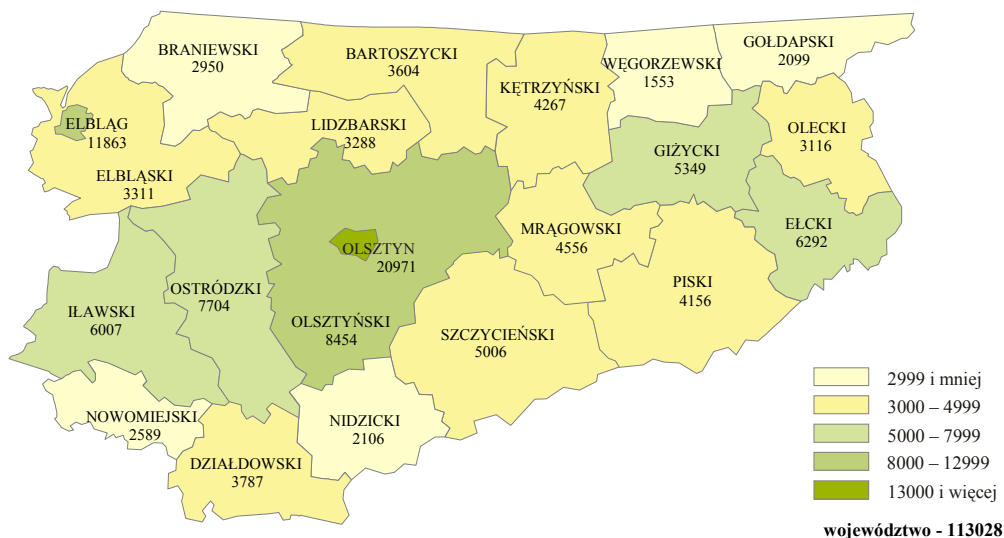 BRANIEWSKI
2950
BARTOSZYCKI
3604
KĘTRZYŃSKI
4267
WĘGORZEWSKI
1553
GOŁDAPSKI
2099
ELBLĄG
11863
ELBLĄSKI
3311
LIDZBARSKI
3288
GIŻYCKI
5349
OLECKI
3116
EŁCKI
6292
OLSZTYN
20971
OLSZTYŃSKI
8454
MRĄGOWSKI
4556
PISKI
4156
IŁAWSKI
6007
OSTRÓDZKI
7704
SZCZYCIEŃSKI
5006
NOWOMIEJSKI
2589
NIDZICKI
2106
DZIAŁDOWSKI
3787
2999 i mniej
3000 – 4999
5000 – 7999
8000 – 12999
13000 i więcej
województwo - 113028